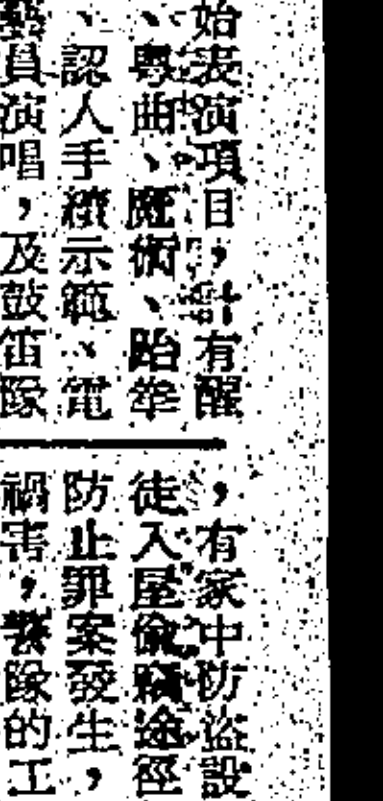 始表演項目，計有醒
、粵曲、魔術、跆拳
、認人手續示範、電
藝員演唱，及鼓笛隊
，有家中防盜設
徒入屋偷竊途徑
防止罪案發生，
禍害，警隊的工